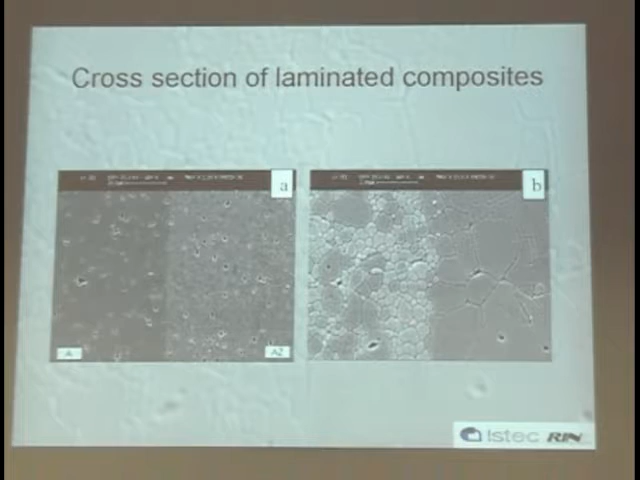 Cross section of laminated composites
a
b
A
A2
Istec RIN